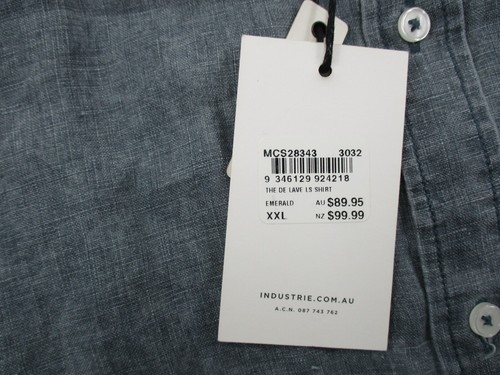 MCS28343 3032
9 346129 924218
THE DE LAVE LS SHIRT
EMERALD AU $89.95
XXL NZ $99.99
INDUSTRIE.COM.AU
A.C.N. 087 743 762